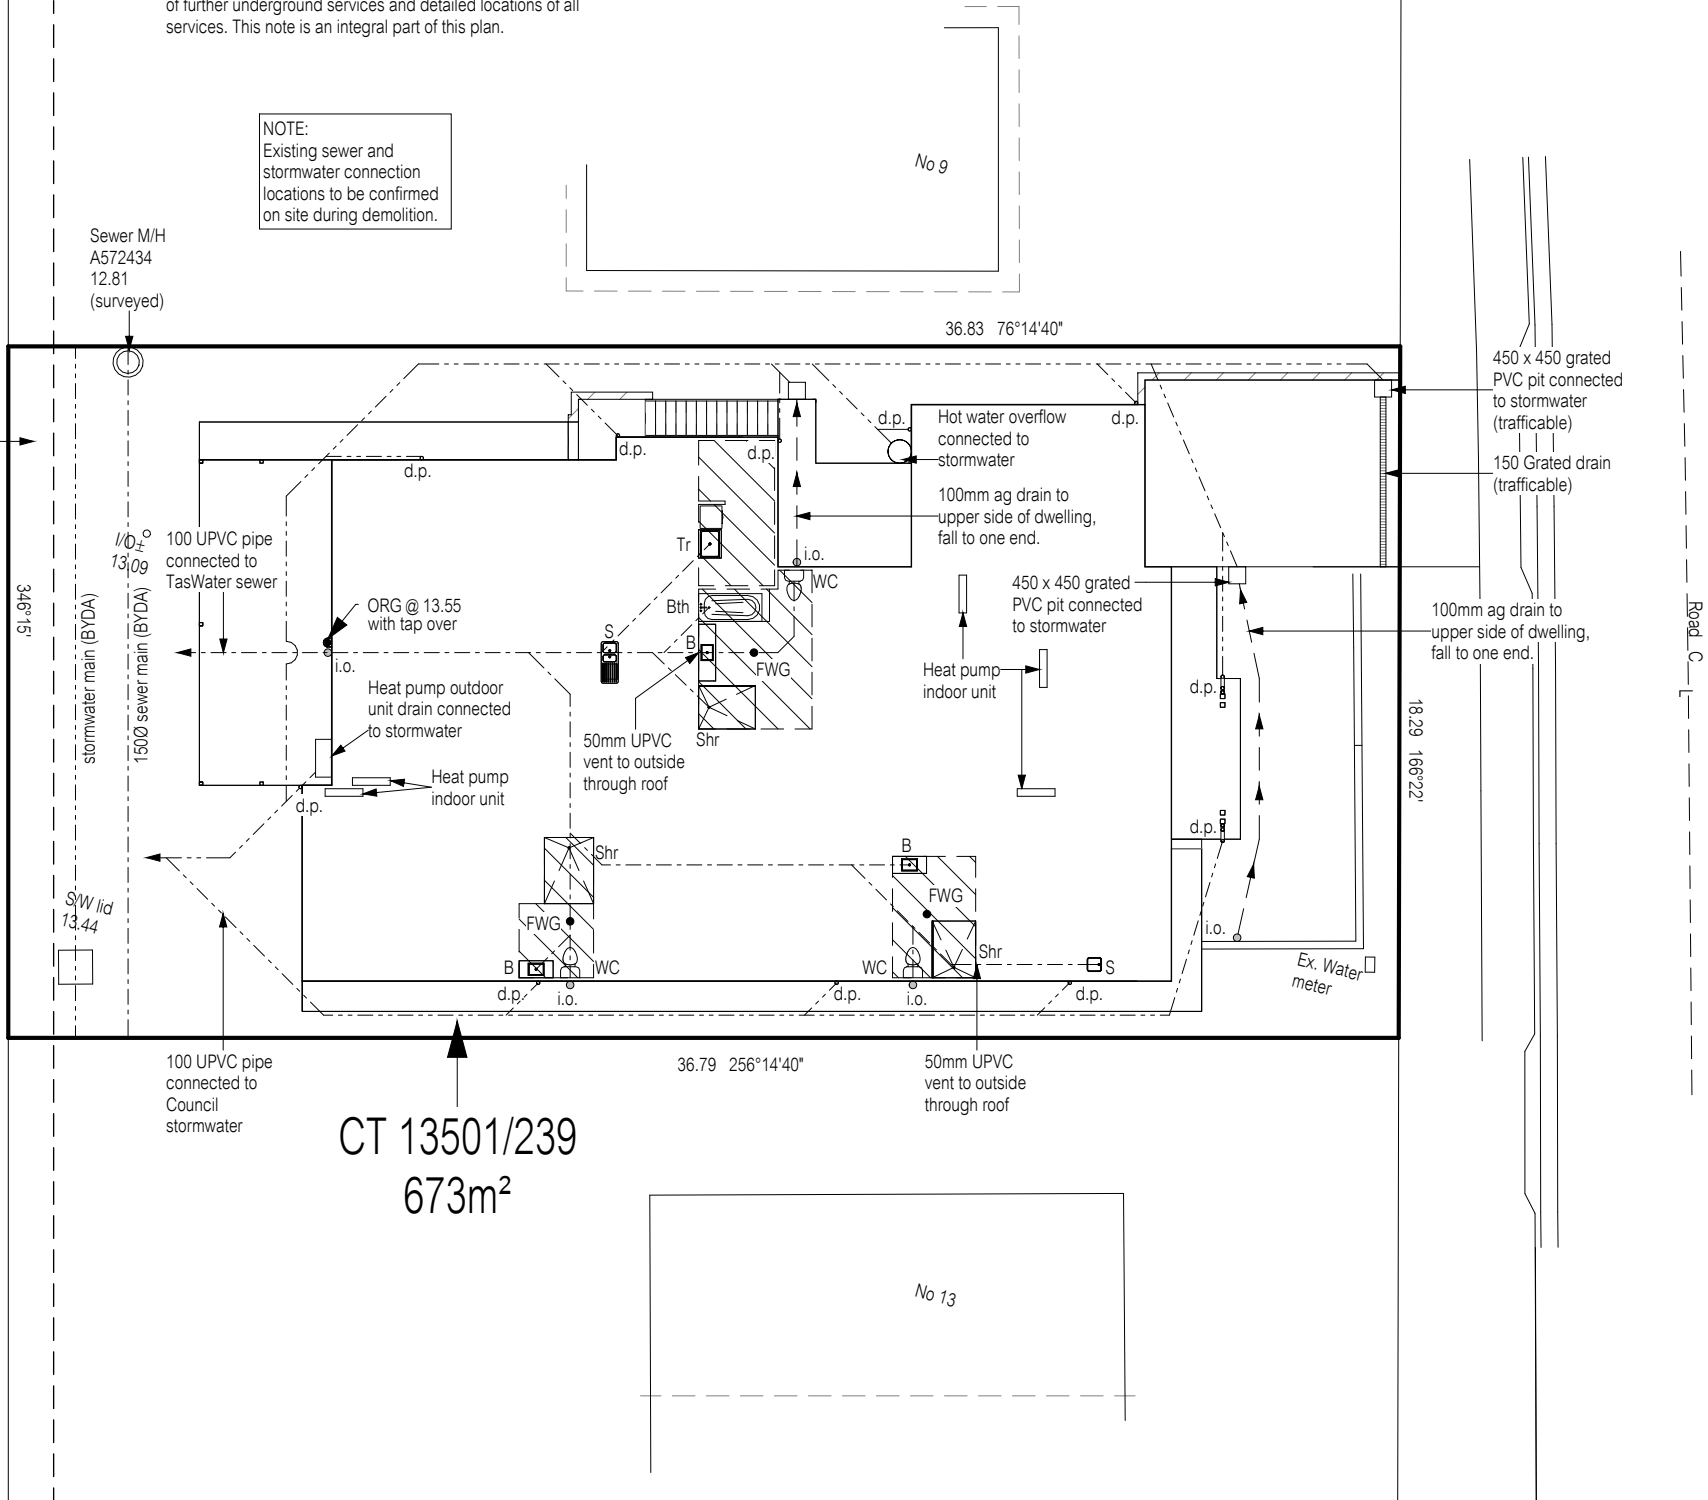 of further underground services and detailed locations of all
services. This note is an integral part of this plan.
NOTE:
Existing sewer and
stormwater connection
locations to be confirmed
on site during demolition.
No 9
Sewer M/H
A572434
12.81
(surveyed)
36.83 76°14'40"
450 x 450 grated
PVC pit connected
to stormwater
(trafficable)
150 Grated drain
(trafficable)
d.p.
d.p.
d.p.
d.p.
d.p.
Hot water overflow
connected to
stormwater
100mm ag drain to
upper side of dwelling,
fall to one end.
I/O
13.09
100 UPVC pipe
connected to
TasWater sewer
Tr
i.o.
WC
450 x 450 grated
PVC pit connected
to stormwater
100mm ag drain to
upper side of dwelling,
fall to one end.
346°15'
stormwater main (BYDA)
150Ø sewer main (BYDA)
ORG @ 13.55
with tap over
i.o.
Bth
S
B
FWG
Shr
Heat pump
indoor unit
Road C
L
Heat pump outdoor
unit drain connected
to stormwater
50mm UPVC
vent to outside
through roof
d.p.
18.29 166°22'
Heat pump
indoor unit
d.p.
d.p.
Shr
B
FWG
S/W lid
13.44
FWG
B
WC
WC
Shr
S
i.o.
Ex. Water
meter
d.p.
i.o.
d.p.
i.o.
d.p.
100 UPVC pipe
connected to
Council
stormwater
36.79 256°14'40"
50mm UPVC
vent to outside
through roof
CT 13501/239
673m²
No 13